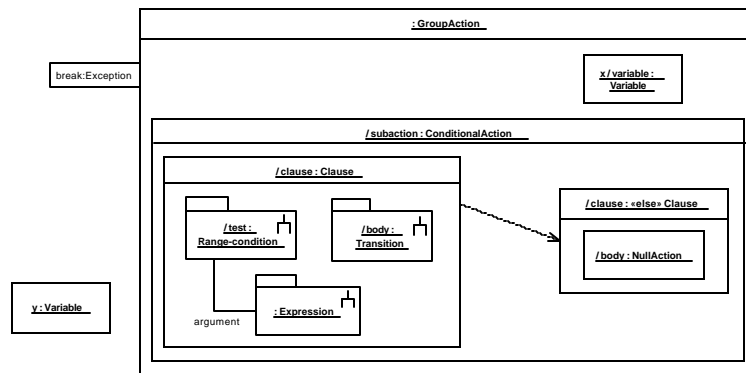 : GroupAction
break:Exception
x / variable :
Variable
/ subaction : ConditionalAction
/ clause : Clause
/ clause : «else» Clause
/ test :
Range-condition
/ body :
Transition
/ body : NullAction
y : Variable
: Expression
argument